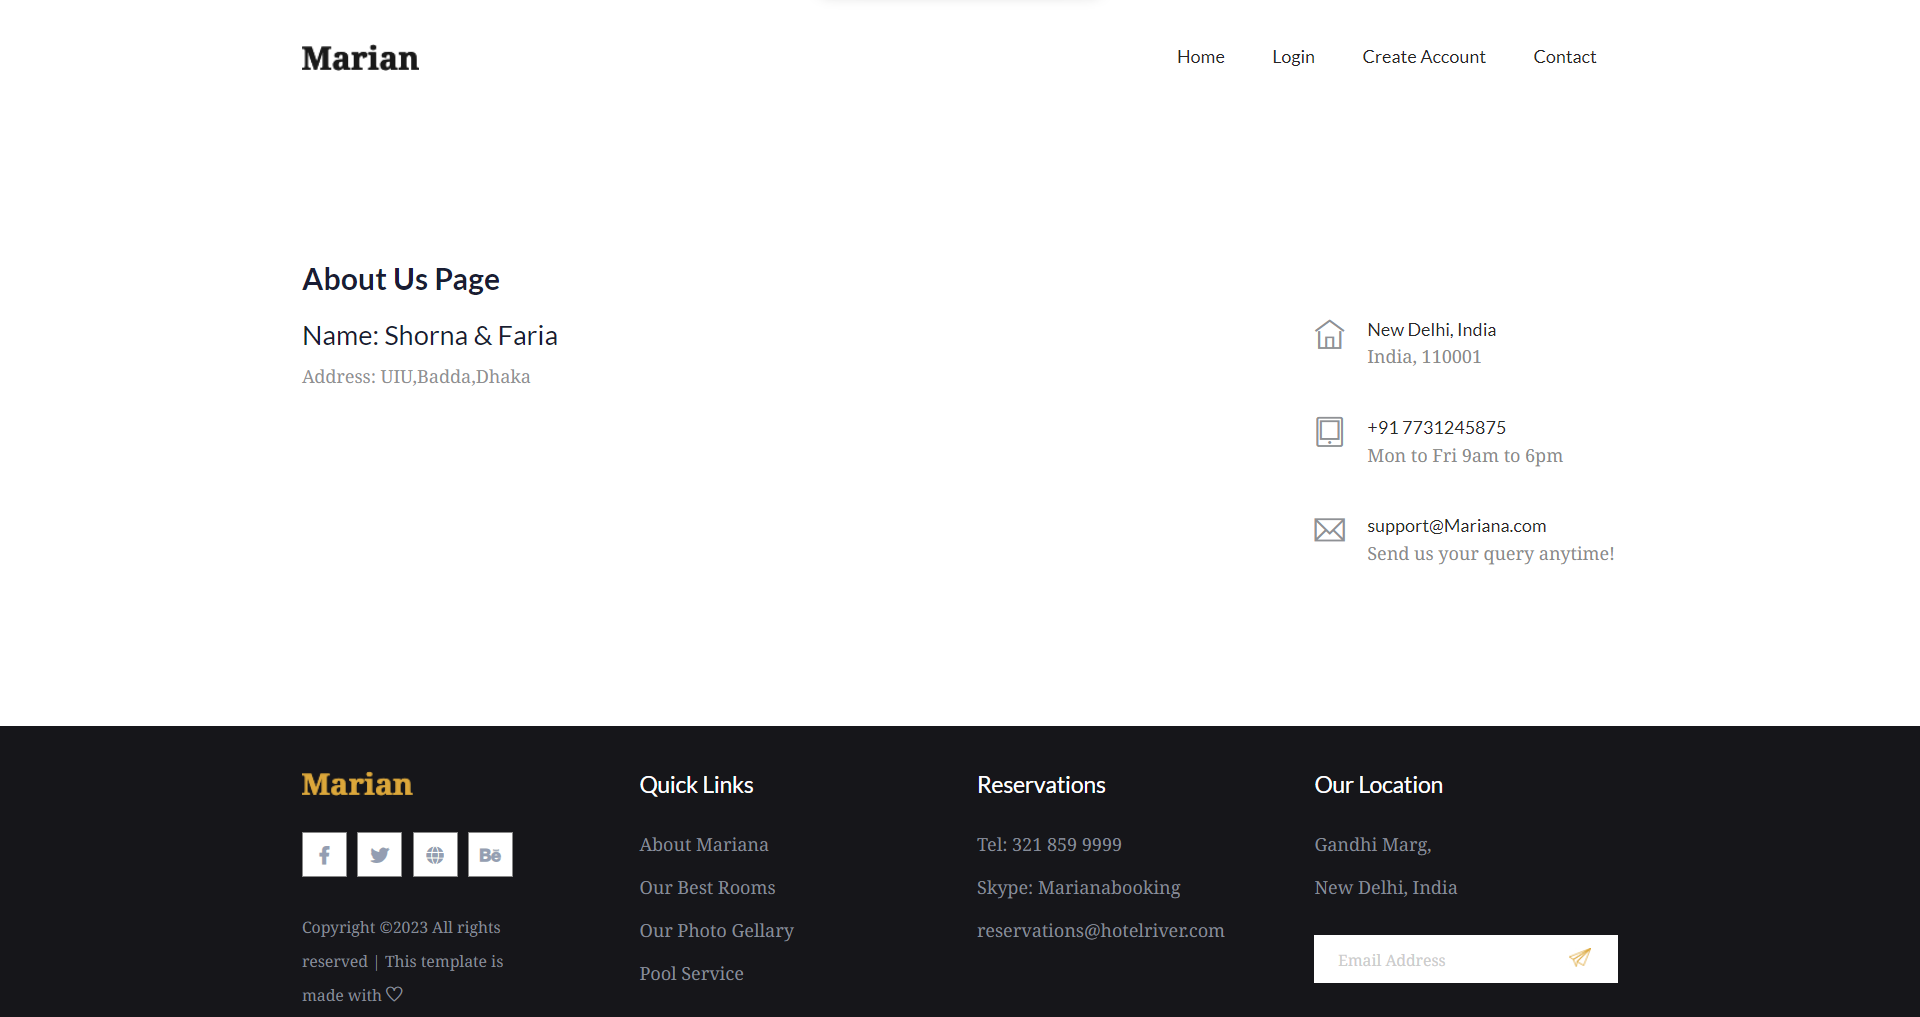 Marian
Home
Login
Create Account
Contact
About Us Page
Name: Shorna & Faria
Address: UIU,Badda,Dhaka
New Delhi, India
India, 110001
+91 7731245875
Mon to Fri 9am to 6pm
support@Mariana.com
Send us your query anytime!
Marian
Bē
Copyright ©2023 All rights
reserved | This template is
made with
Quick Links
About Mariana
Our Best Rooms
Our Photo Gellary
Pool Service
Reservations
Tel: 321 859 9999
Skype: Marianabooking
reservations@hotelriver.com
Our Location
Gandhi Marg,
New Delhi, India
Email Address